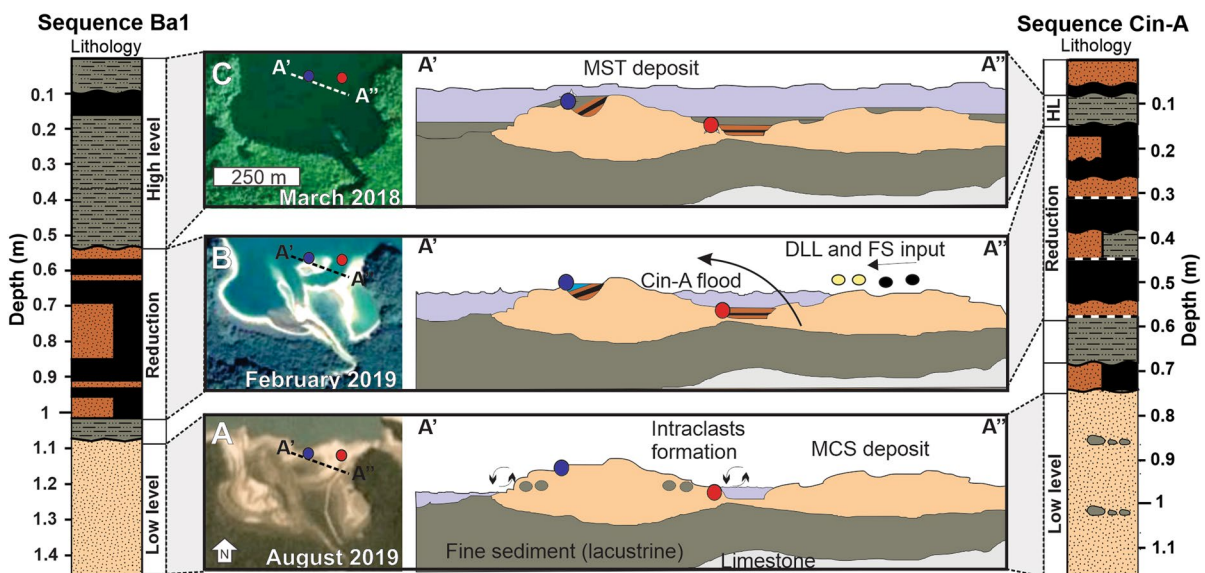 Sequence Ba1
Lithology
Depth (m)
0.1
0.2
0.3
0.4
0.5
0.6
0.7
0.8
0.9
1
1.1
1.2
1.3
1.4
High level
Reduction
Low level
C
A'
A"
250 m
March 2018
A'
MST deposit
A"
B
A'
A"
February 2019
A'
DLL and FS input
Cin-A flood
A"
A
A'
A"
N
August 2019
A'
Intraclasts
formation
MCS deposit
A"
Fine sediment (lacustrine)
Limestone
Sequence Cin-A
Lithology
HL
Reduction
Low level
0.1
0.2
0.3
0.4
0.5
0.6
0.7
0.8
0.9
1
1.1
Depth (m)